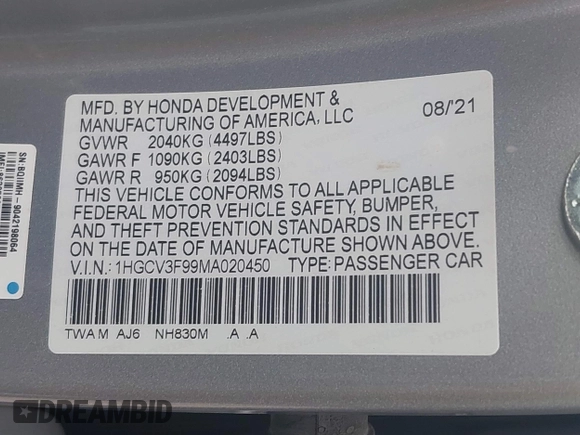 MFD. BY HONDA DEVELOPMENT &
MANUFACTURING OF AMERICA, LLC
08/'21
GVWR 2040KG (4497LBS)
GAWR F 1090KG (2403LBS)
GAWR R 950KG (2094LBS)
THIS VEHICLE CONFORMS TO ALL APPLICABLE
FEDERAL MOTOR VEHICLE SAFETY, BUMPER,
AND THEFT PREVENTION STANDARDS IN EFFECT
ON THE DATE OF MANUFACTURE SHOWN ABOVE.
V.I.N.: 1HGCV3F99MA020450 TYPE: PASSENGER CAR
TWA M AJ6 NH830M .A .A
DREAMBID